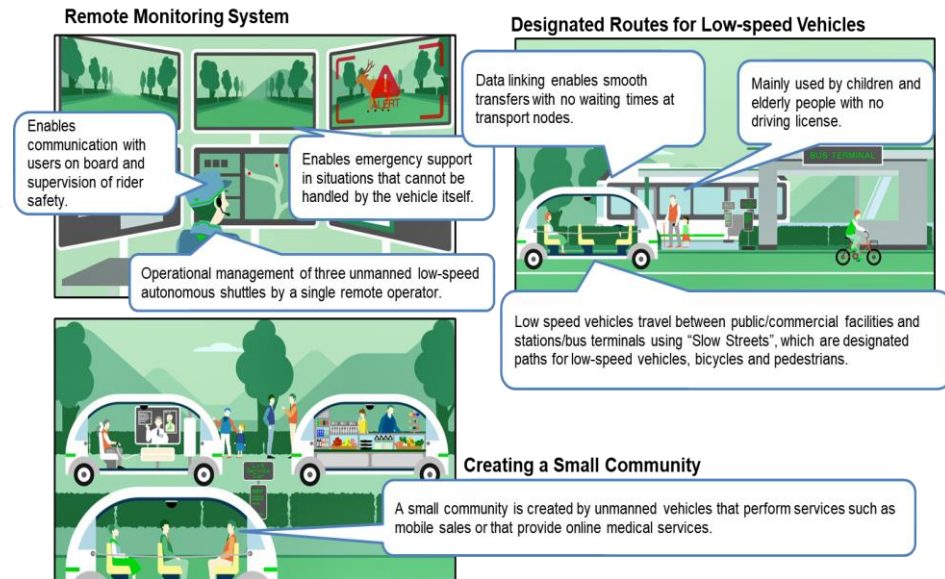 Remote Monitoring System
ALERT
Enables
communication with
users on board and
supervision of rider
safety.
Enables emergency support
in situations that cannot be
handled by the vehicle itself.
Operational management of three unmanned low-speed
autonomous shuttles by a single remote operator.
Designated Routes for Low-speed Vehicles
Data linking enables smooth
transfers with no waiting times at
transport nodes.
Mainly used by children and
elderly people with no
driving license.
BUS TERMINAL
Low speed vehicles travel between public/commercial facilities and
stations/bus terminals using “Slow Streets”, which are designated
paths for low-speed vehicles, bicycles and pedestrians.
Creating a Small Community
A small community is created by unmanned vehicles that perform services such as
mobile sales or that provide online medical services.